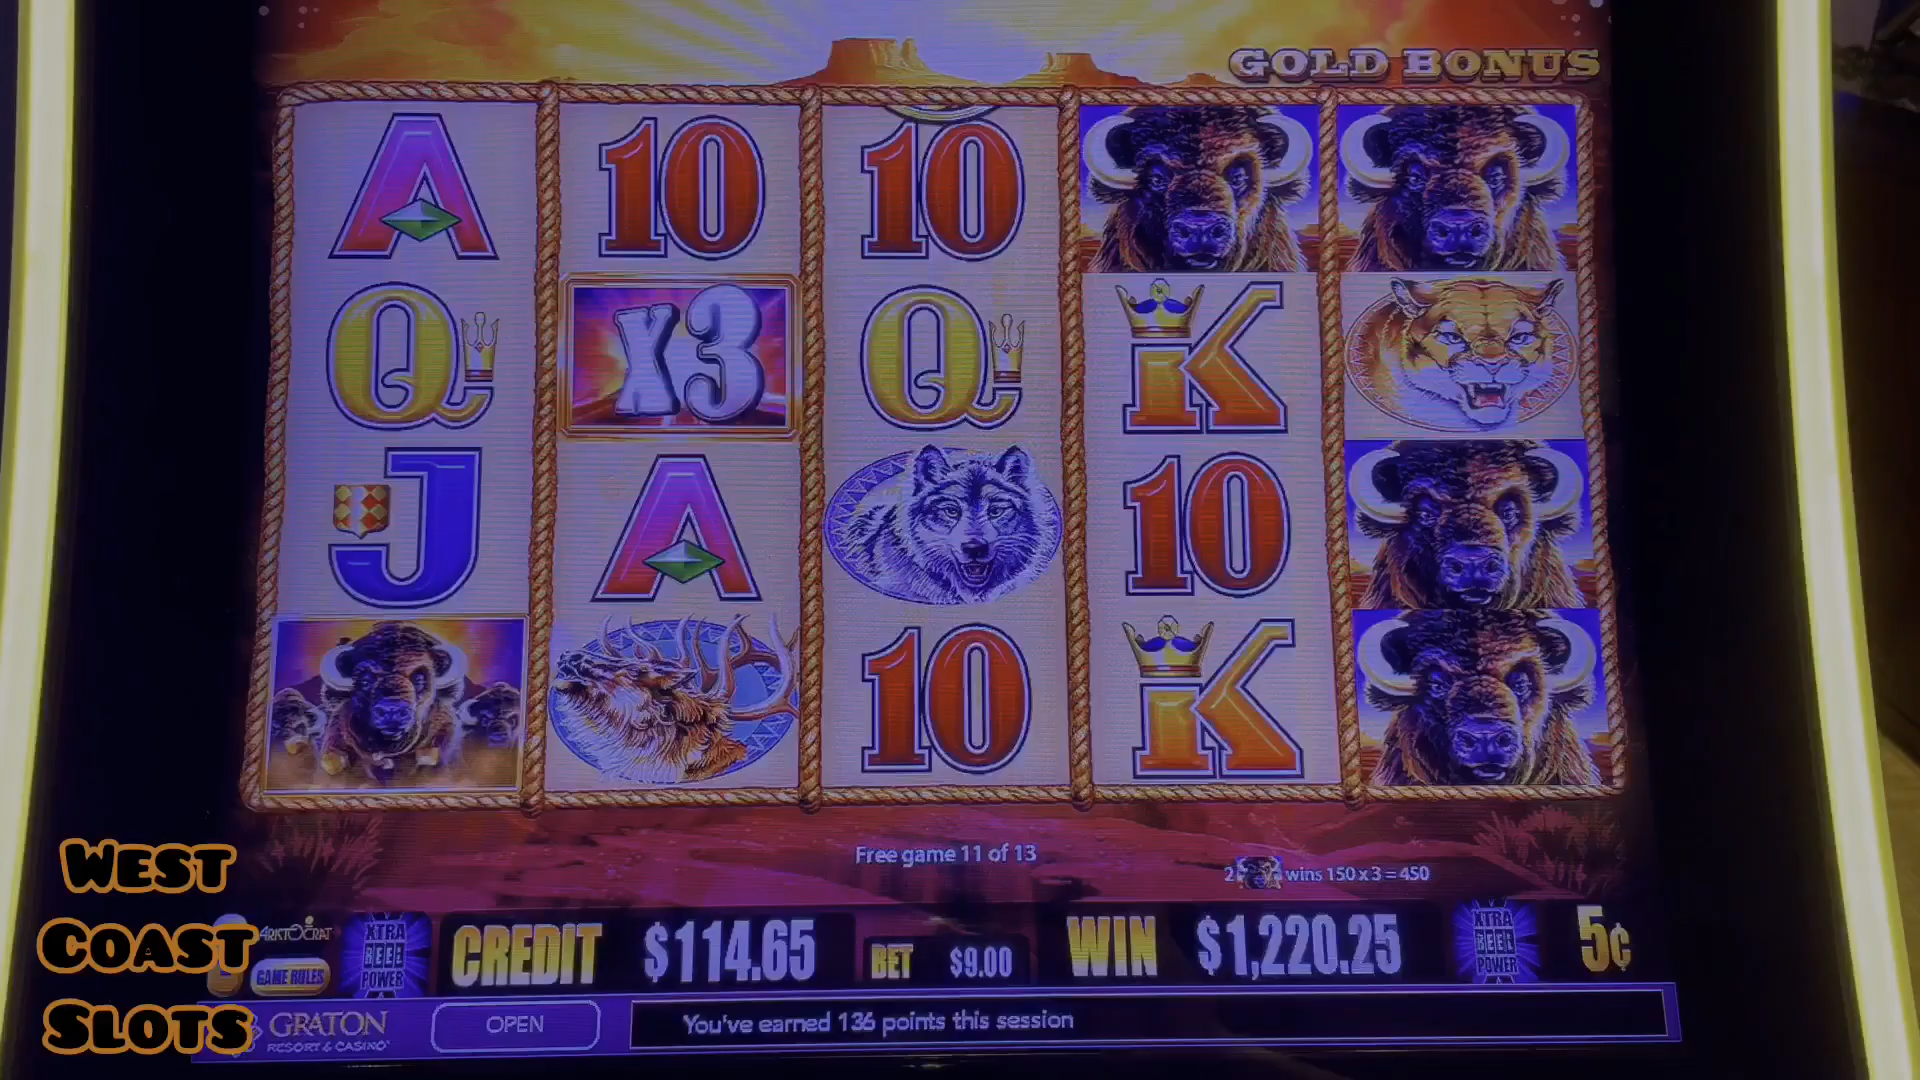 GOLD BONUS
A 10 10
Q X3 Q K
J A 10
10 K
Free game 11 of 13
2 wins 150 x 3 = 450
ARISTOCRAT
GAME RULES
XTRA REEL POWER
CREDIT $114.65
BET $9.00
WIN $1,220.25
XTRA REEL POWER
5¢
GRATON
RESORT & CASINO
OPEN
You've earned 136 points this session
WEST
COAST
SLOTS